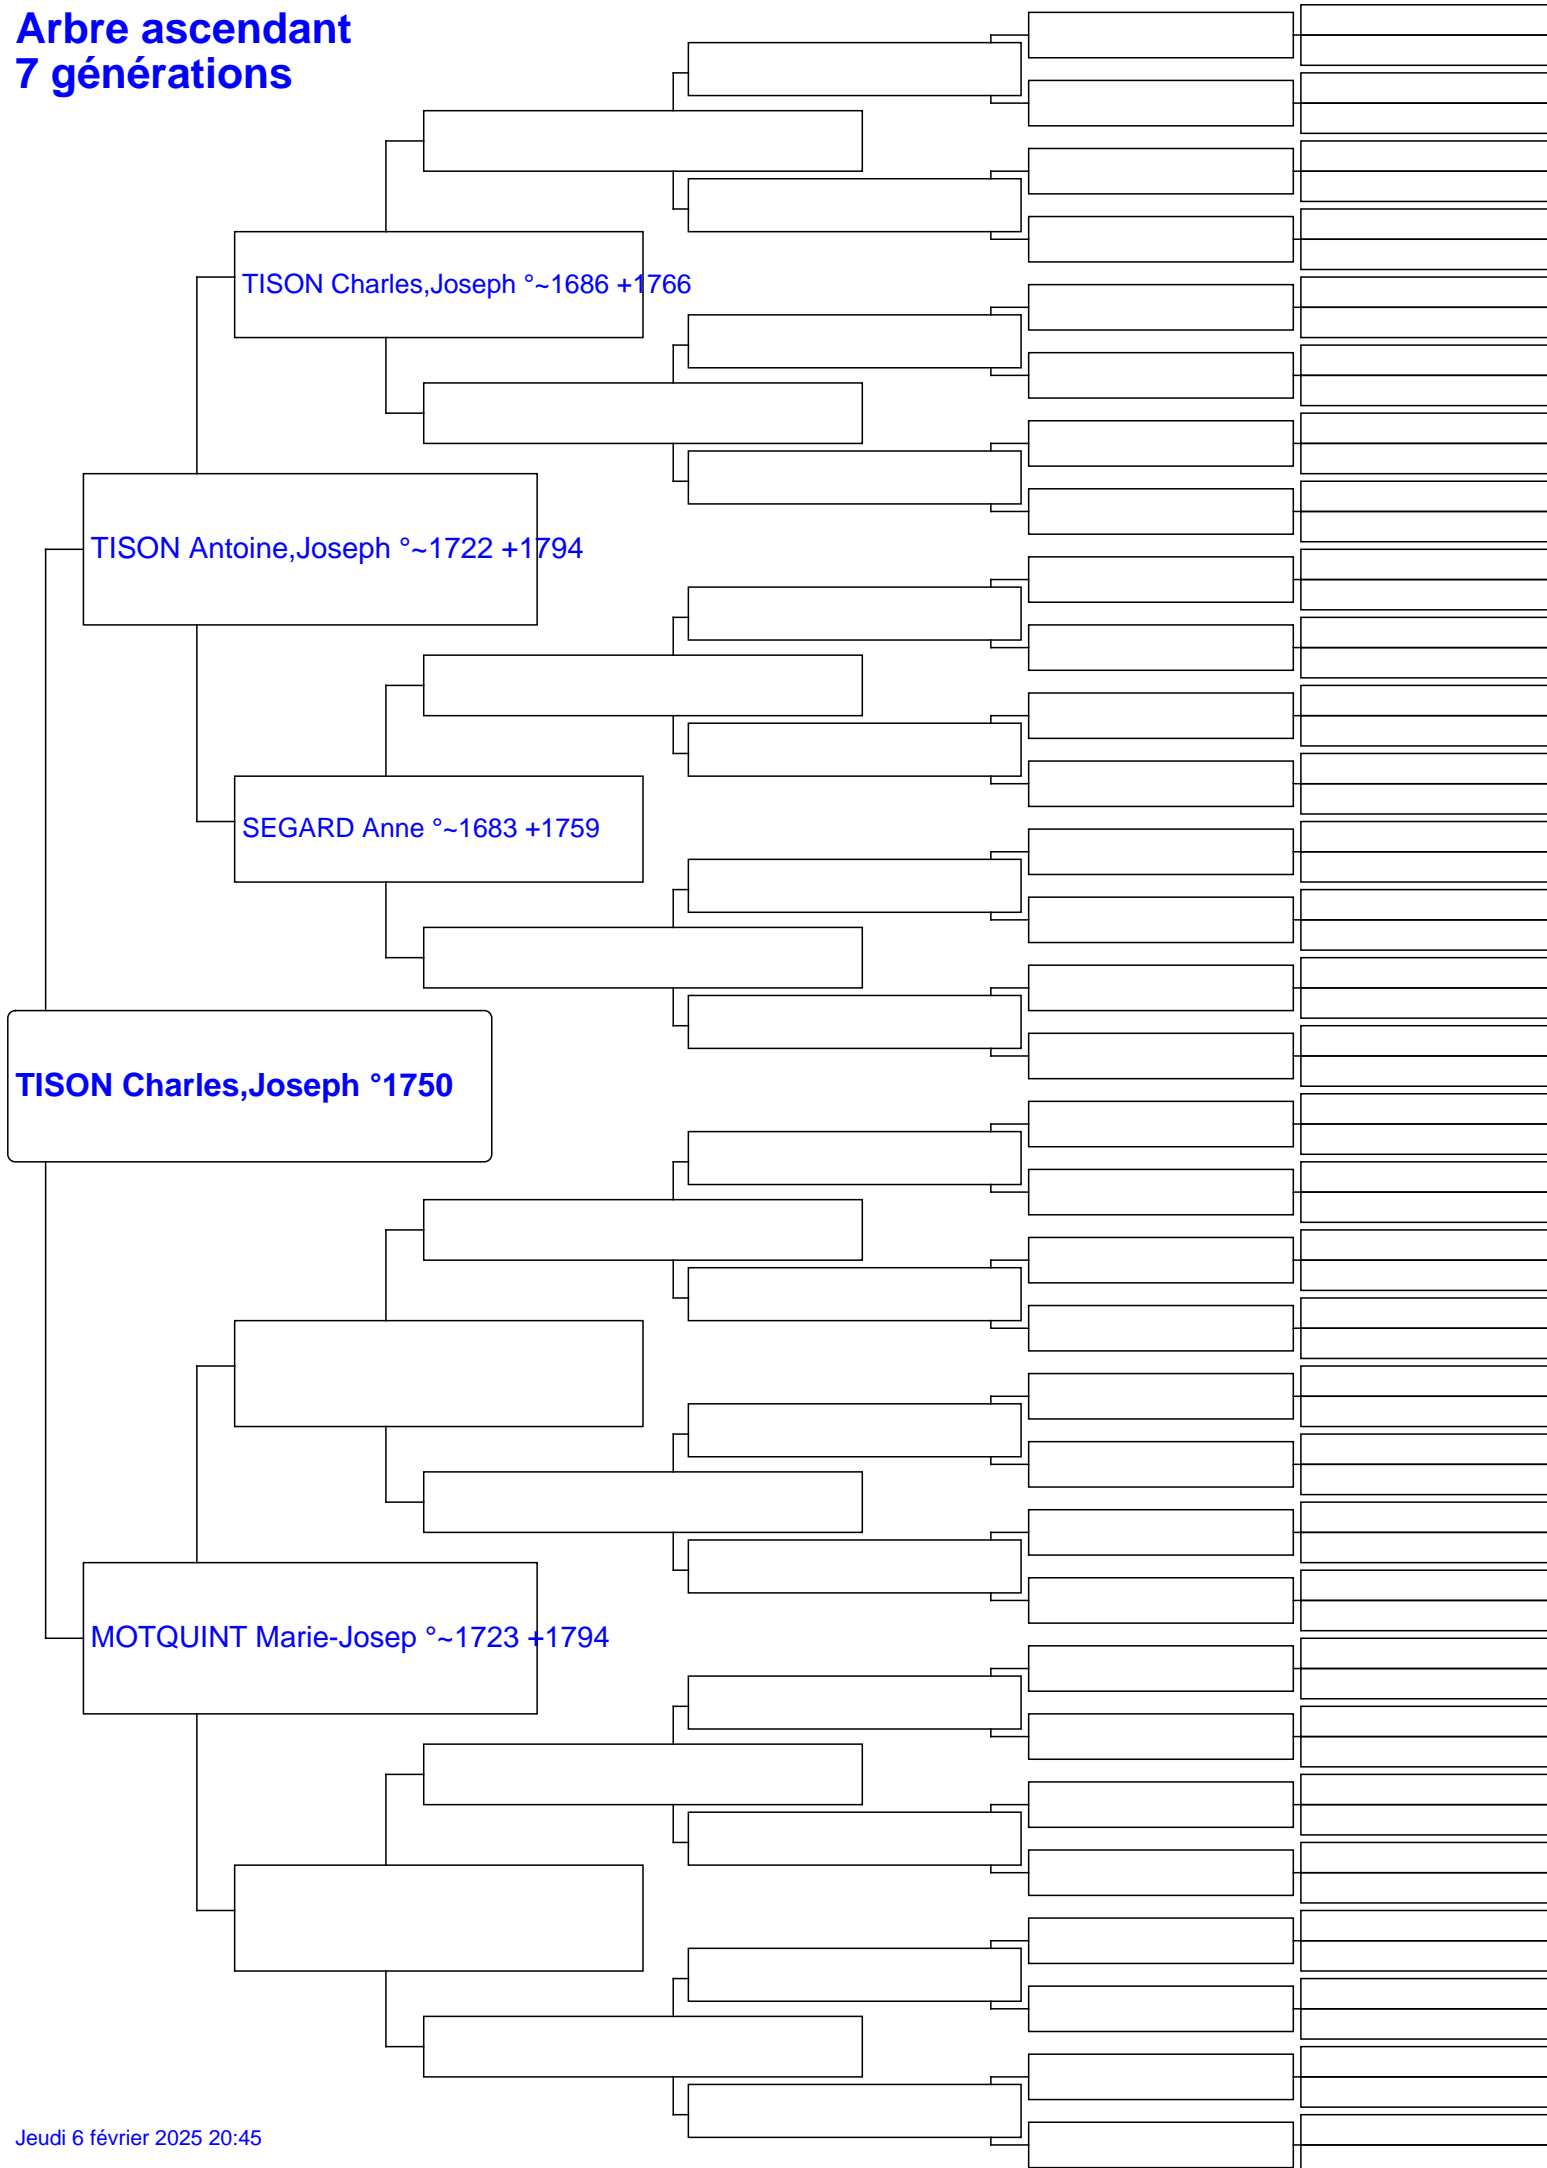 Arbre ascendant
7 générations
TISON Charles,Joseph °~1686 +1766
TISON Antoine,Joseph °~1722 +1794
SEGARD Anne °~1683 +1759
TISON Charles,Joseph °1750
MOTQUINT Marie-Josep °~1723 +1794
Jeudi 6 février 2025 20:45